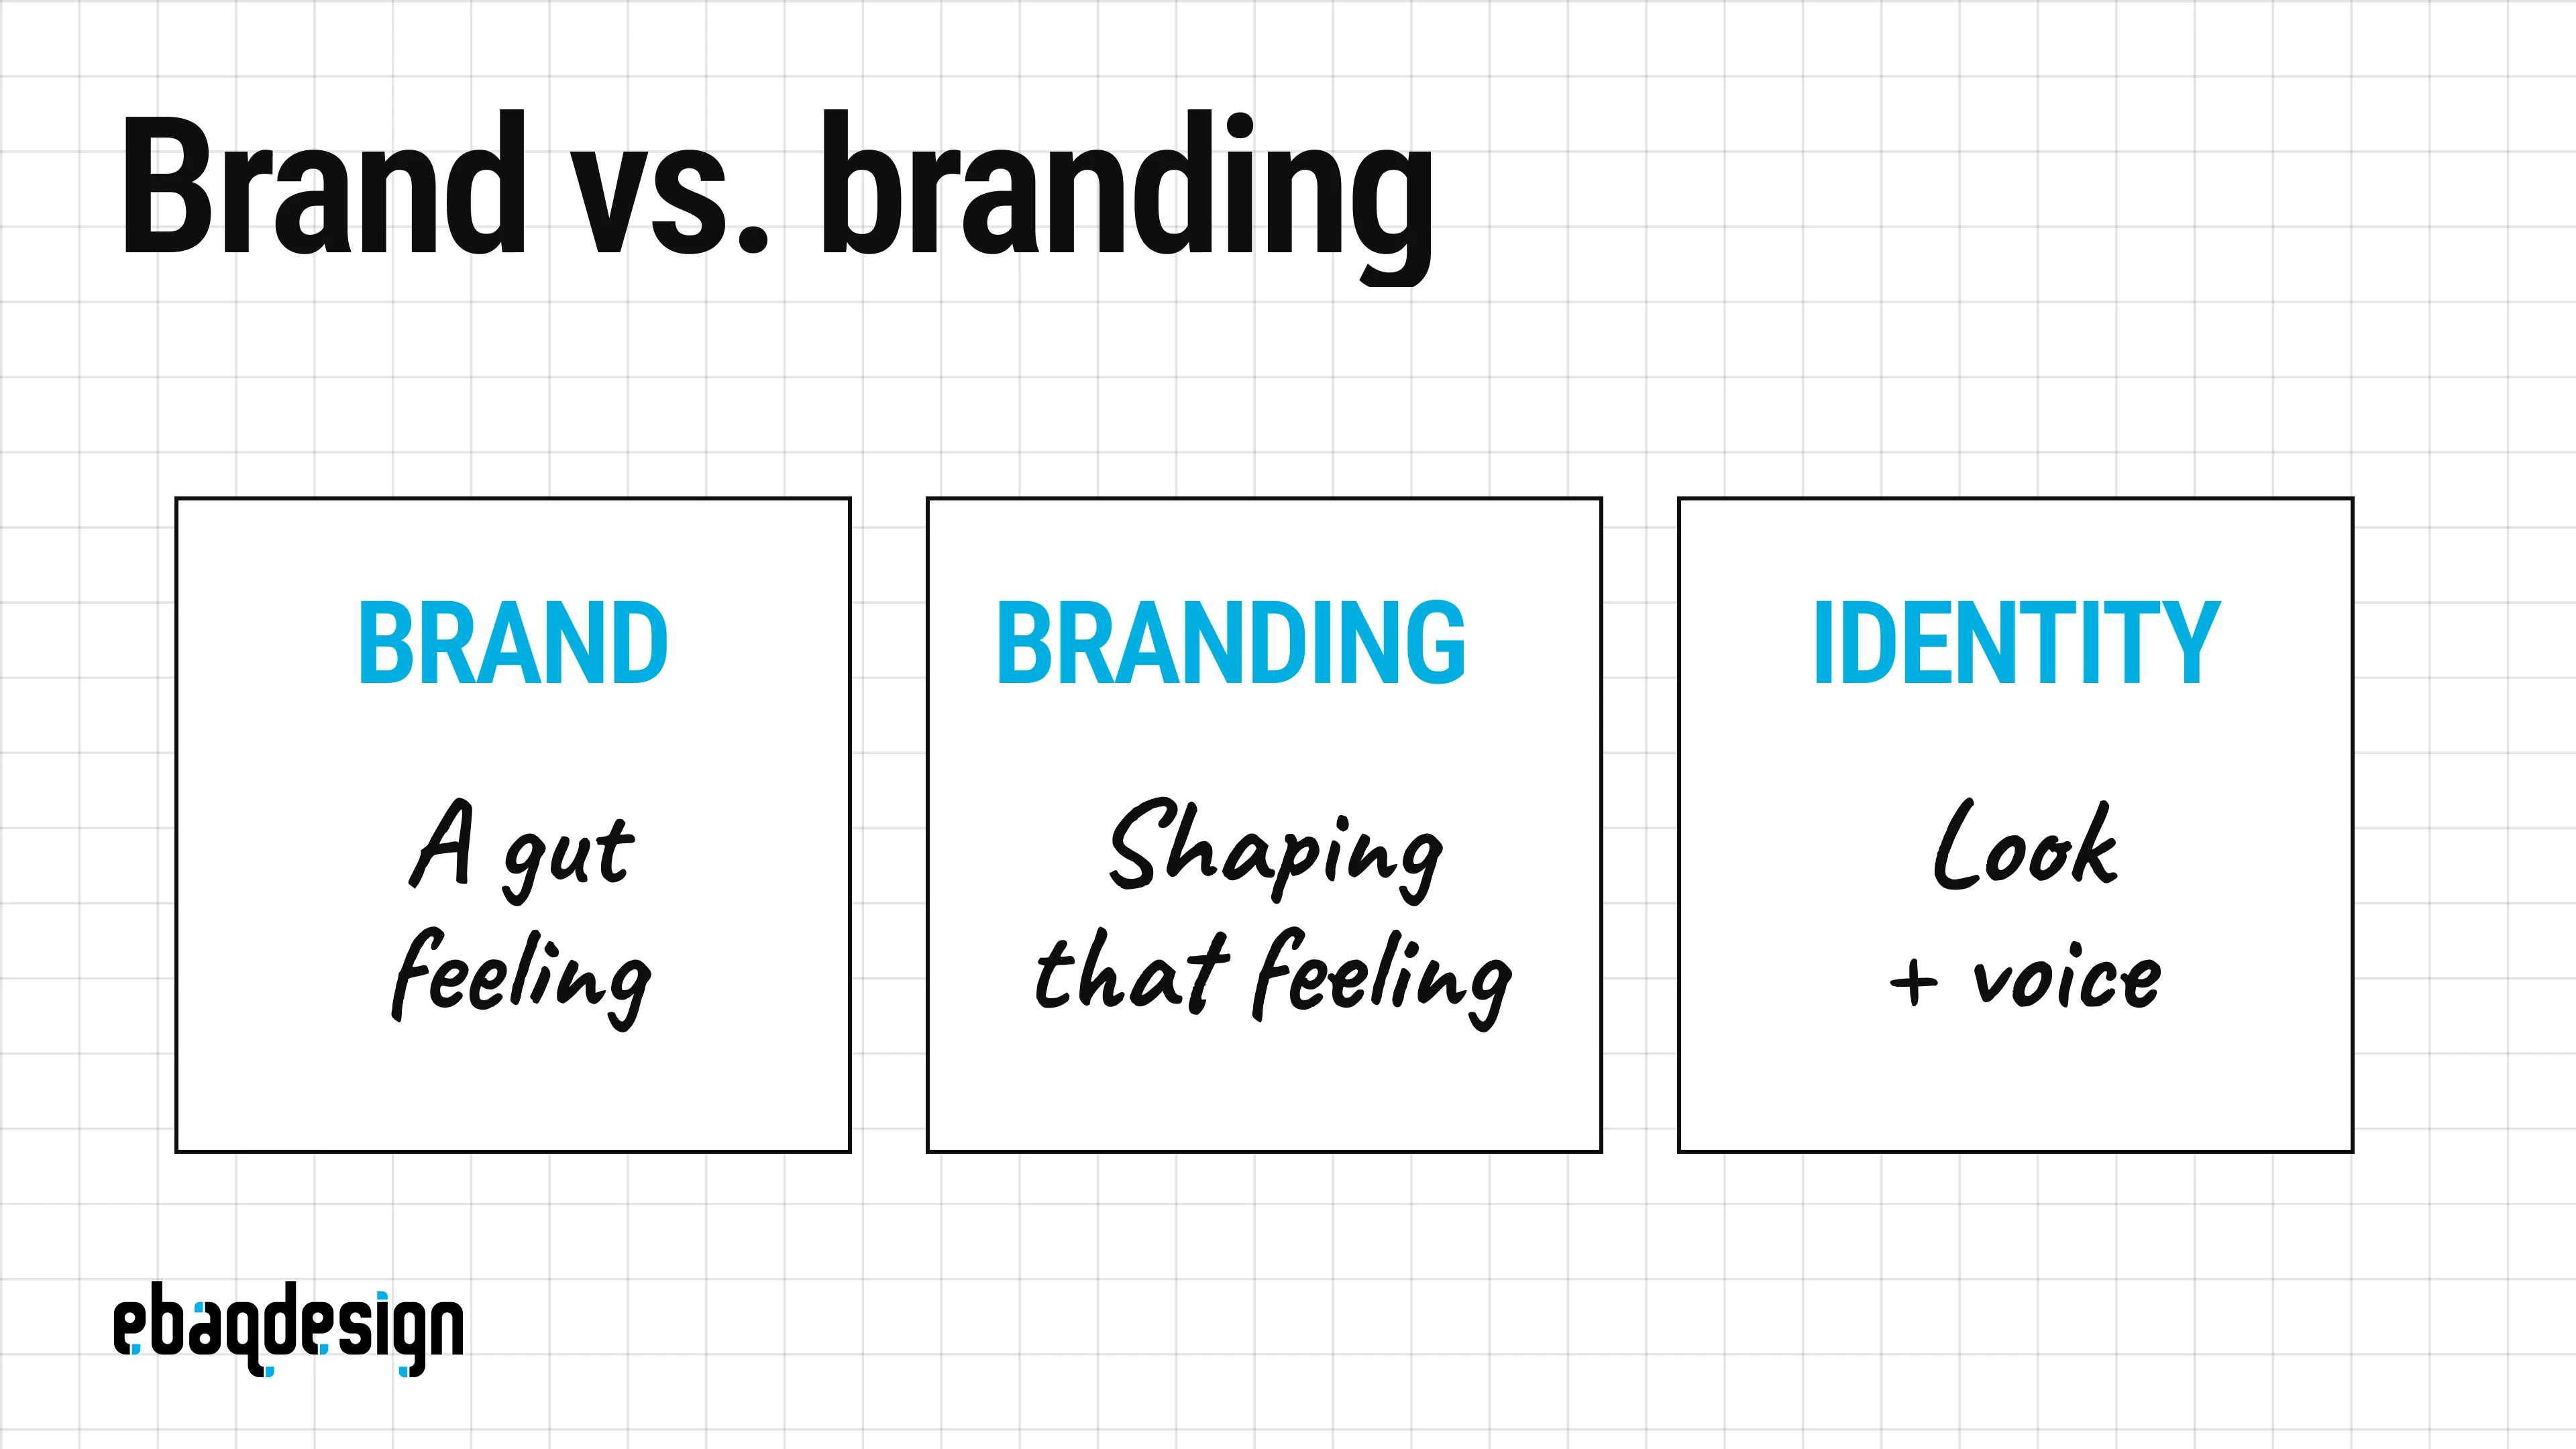 Brand vs. branding
BRAND
A gut
feeling
BRANDING
Shaping
that feeling
IDENTITY
Look
+ voice
ebaqdesign